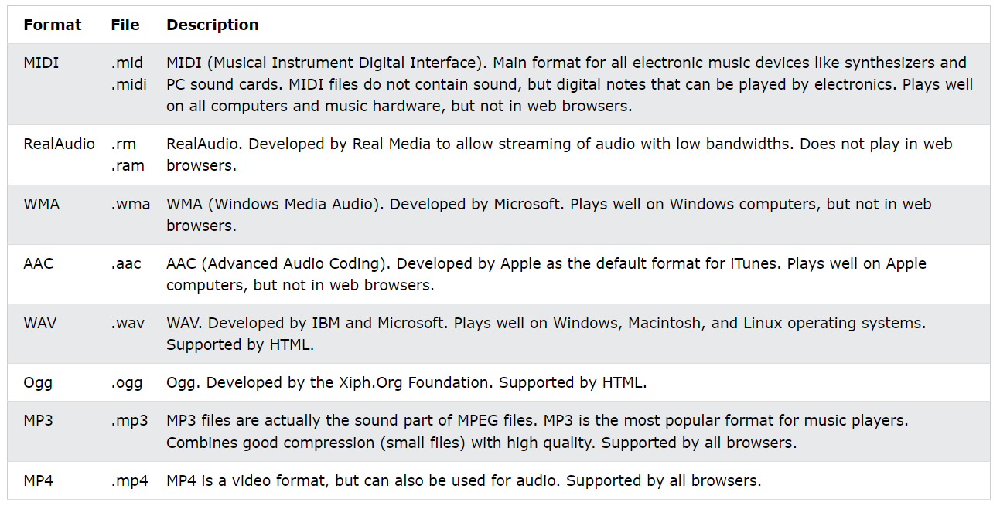 Format File Description
MIDI .mid MIDI (Musical Instrument Digital Interface). Main format for all electronic music devices like synthesizers and
.midi PC sound cards. MIDI files do not contain sound, but digital notes that can be played by electronics. Plays well
on all computers and music hardware, but not in web browsers.
RealAudio .rm RealAudio. Developed by Real Media to allow streaming of audio with low bandwidths. Does not play in web
.ram browsers.
WMA .wma WMA (Windows Media Audio). Developed by Microsoft. Plays well on Windows computers, but not in web
browsers.
AAC .aac AAC (Advanced Audio Coding). Developed by Apple as the default format for iTunes. Plays well on Apple
computers, but not in web browsers.
WAV .wav WAV. Developed by IBM and Microsoft. Plays well on Windows, Macintosh, and Linux operating systems.
Supported by HTML.
Ogg .ogg Ogg. Developed by the Xiph.Org Foundation. Supported by HTML.
MP3 .mp3 MP3 files are actually the sound part of MPEG files. MP3 is the most popular format for music players.
Combines good compression (small files) with high quality. Supported by all browsers.
MP4 .mp4 MP4 is a video format, but can also be used for audio. Supported by all browsers.